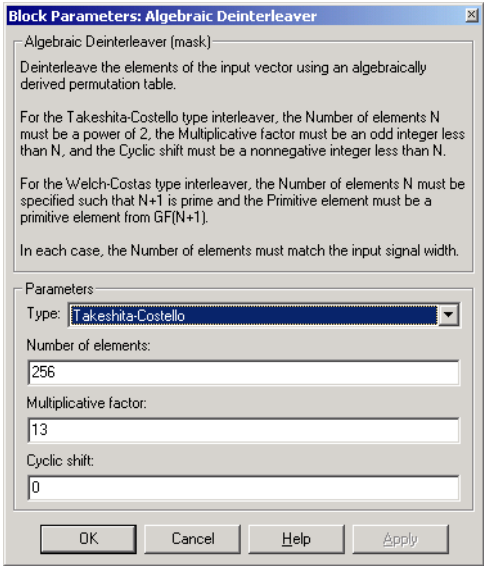 Block Parameters: Algebraic Deinterleaver
Algebraic Deinterleaver (mask)
Deinterleave the elements of the input vector using an algebraically
derived permutation table.
For the Takeshita-Costello type interleaver, the Number of elements N
must be a power of 2, the Multiplicative factor must be an odd integer less
than N, and the Cyclic shift must be a nonnegative integer less than N.
For the Welch-Costas type interleaver, the Number of elements N must be
specified such that N+1 is prime and the Primitive element must be a
primitive element from GF(N+1).
In each case, the Number of elements must match the input signal width.
Parameters
Type: Takeshita-Costello
Number of elements:
256
Multiplicative factor:
13
Cyclic shift:
0
OK Cancel Help Apply